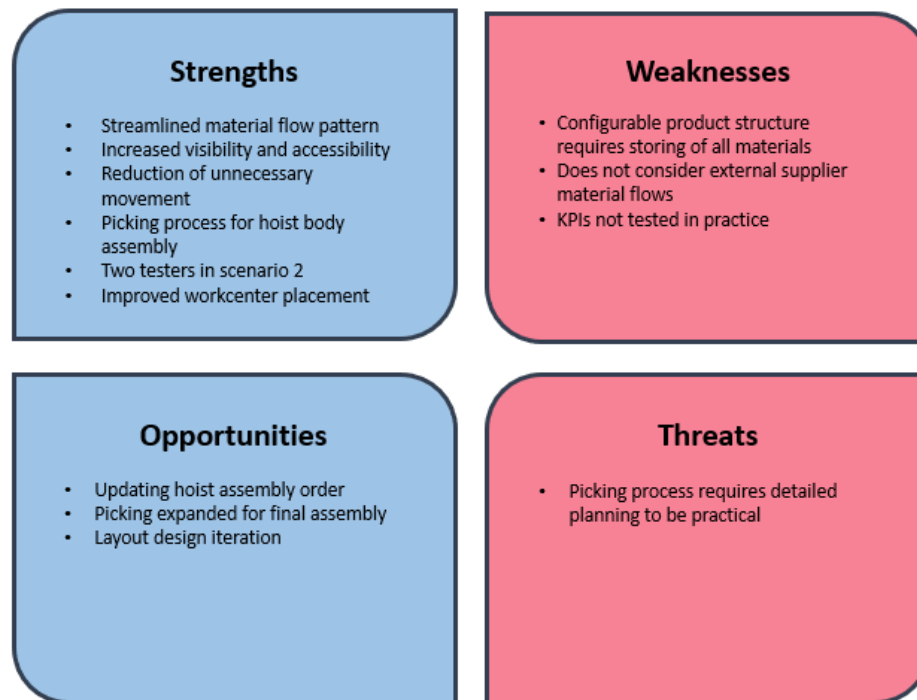 Strengths
• Streamlined material flow pattern
• Increased visibility and accessibility
• Reduction of unnecessary
movement
• Picking process for hoist body
assembly
• Two testers in scenario 2
• Improved workcenter placement
Weaknesses
• Configurable product structure
requires storing of all materials
• Does not consider external supplier
material flows
• KPIs not tested in practice
Opportunities
• Updating hoist assembly order
• Picking expanded for final assembly
• Layout design iteration
Threats
• Picking process requires detailed
planning to be practical